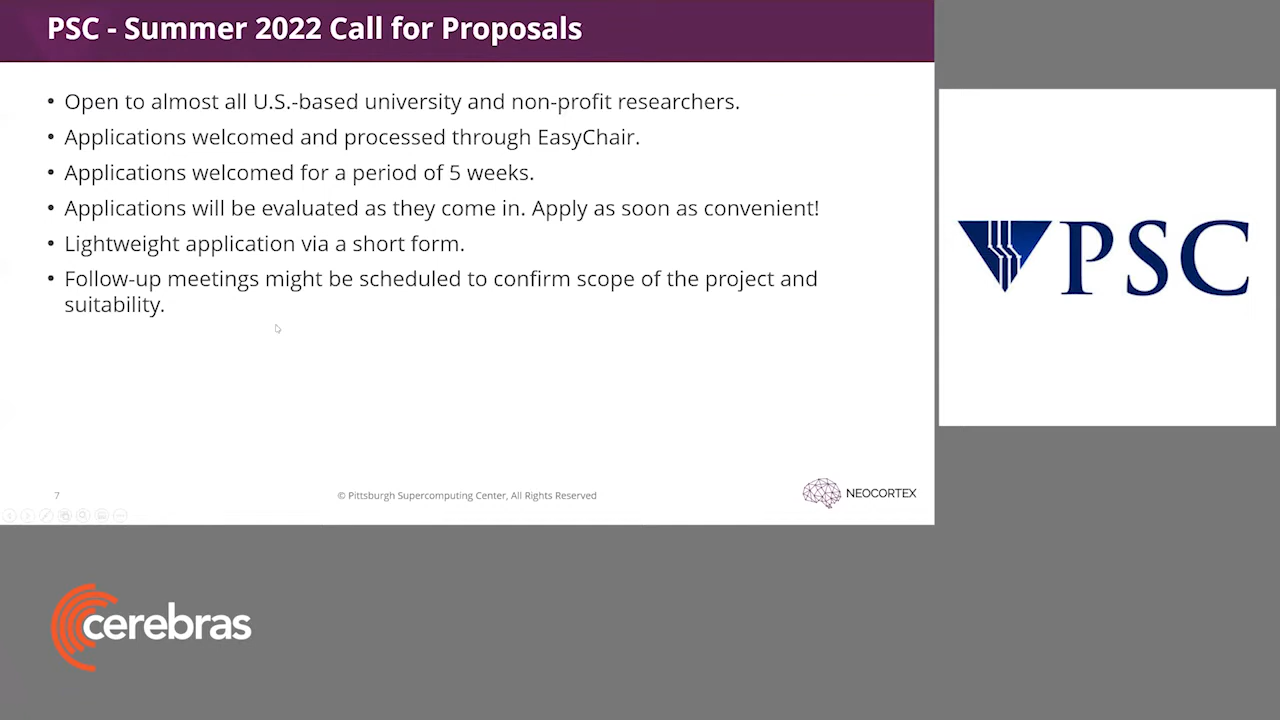 PSC - Summer 2022 Call for Proposals
• Open to almost all U.S.-based university and non-profit researchers.
• Applications welcomed and processed through EasyChair.
• Applications welcomed for a period of 5 weeks.
• Applications will be evaluated as they come in. Apply as soon as convenient!
• Lightweight application via a short form.
• Follow-up meetings might be scheduled to confirm scope of the project and
suitability.
7
© Pittsburgh Supercomputing Center, All Rights Reserved
NEOCORTEX
PSC
cerebras